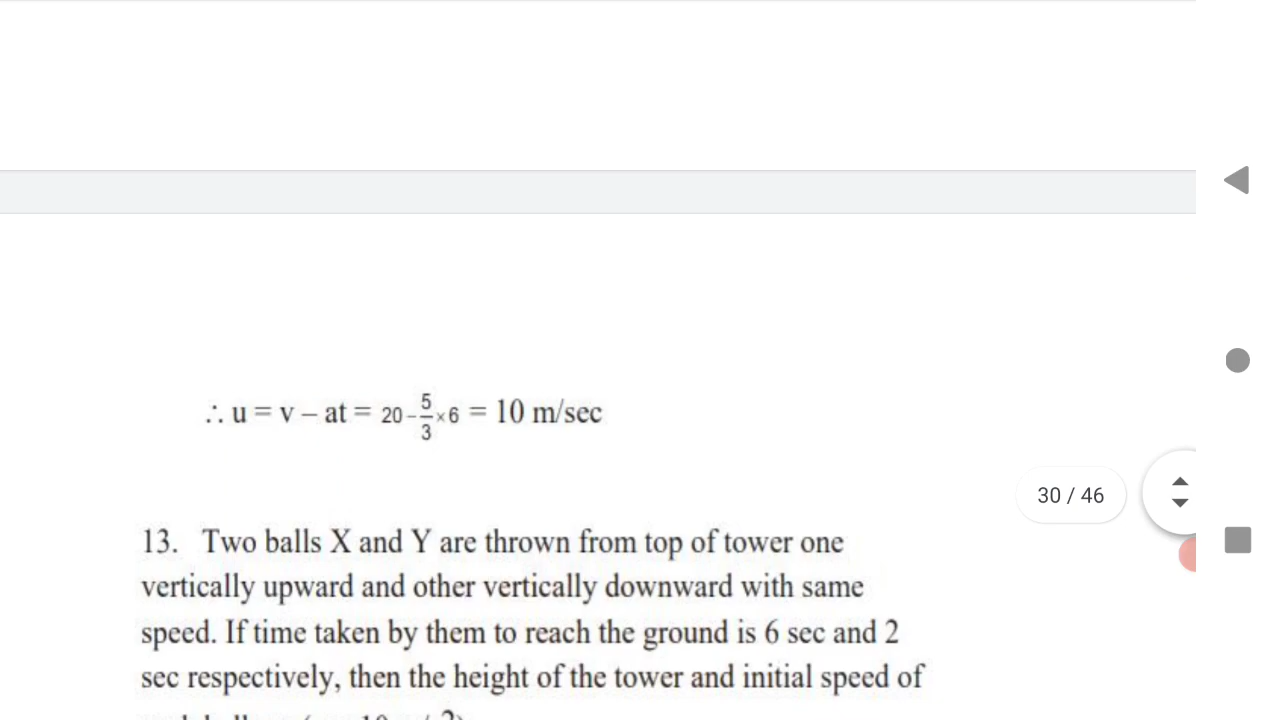 ∴ u = v – at = 20 – 5/3 × 6 = 10 m/sec
30 / 46
13. Two balls X and Y are thrown from top of tower one
vertically upward and other vertically downward with same
speed. If time taken by them to reach the ground is 6 sec and 2
sec respectively, then the height of the tower and initial speed of